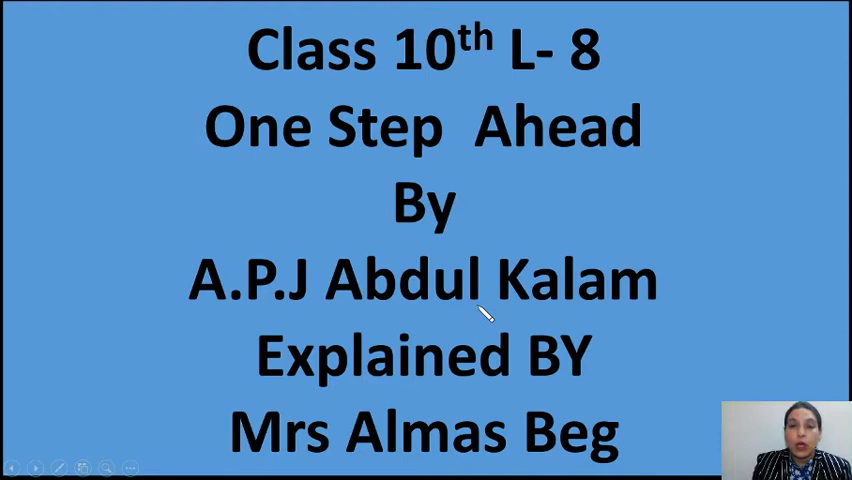 Class 10th L- 8
One Step Ahead
By
A.P.J Abdul Kalam
Explained BY
Mrs Almas Beg